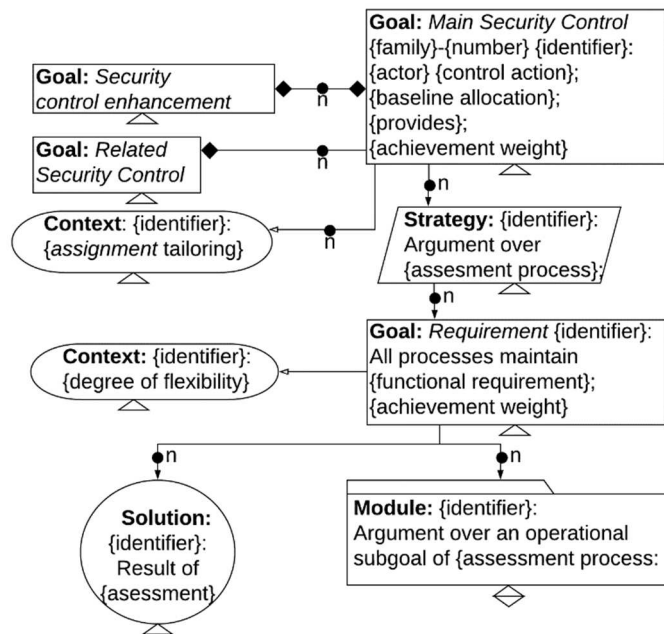 Goal: Main Security Control
{family}-{number} {identifier}:
{actor} {control action};
{baseline allocation};
{provides};
{achievement weight}
Goal: Security
control enhancement
n
Goal: Related
Security Control
n
n
Context: {identifier}:
{assignment tailoring}
n
Strategy: {identifier}:
Argument over
{assesment process};
n
Goal: Requirement {identifier}:
All processes maintain
{functional requirement};
{achievement weight}
Context: {identifier}:
{degree of flexibility}
n
n
Solution:
{identifier}:
Result of
{asessment}
Module: {identifier}:
Argument over an operational
subgoal of {assessment process: